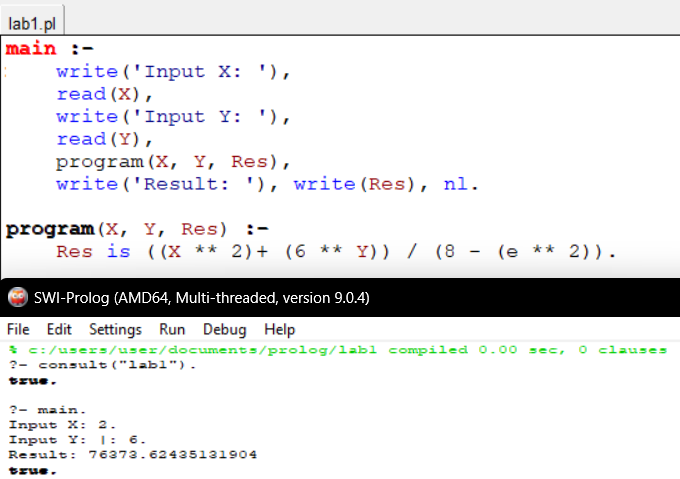 lab1.pl
main :-
write('Input X: '),
read(X),
write('Input Y: '),
read(Y),
program(X, Y, Res),
write('Result: '), write(Res), nl.
program(X, Y, Res) :-
Res is ((X ** 2)+ (6 ** Y)) / (8 - (e ** 2)).
SWI-Prolog (AMD64, Multi-threaded, version 9.0.4)
File Edit Settings Run Debug Help
% c:/users/user/documents/prolog/lab1 compiled 0.00 sec, 0 clauses
?- consult("lab1").
true.
?- main.
Input X: 2.
Input Y: |: 6.
Result: 76373.62435131904
true.